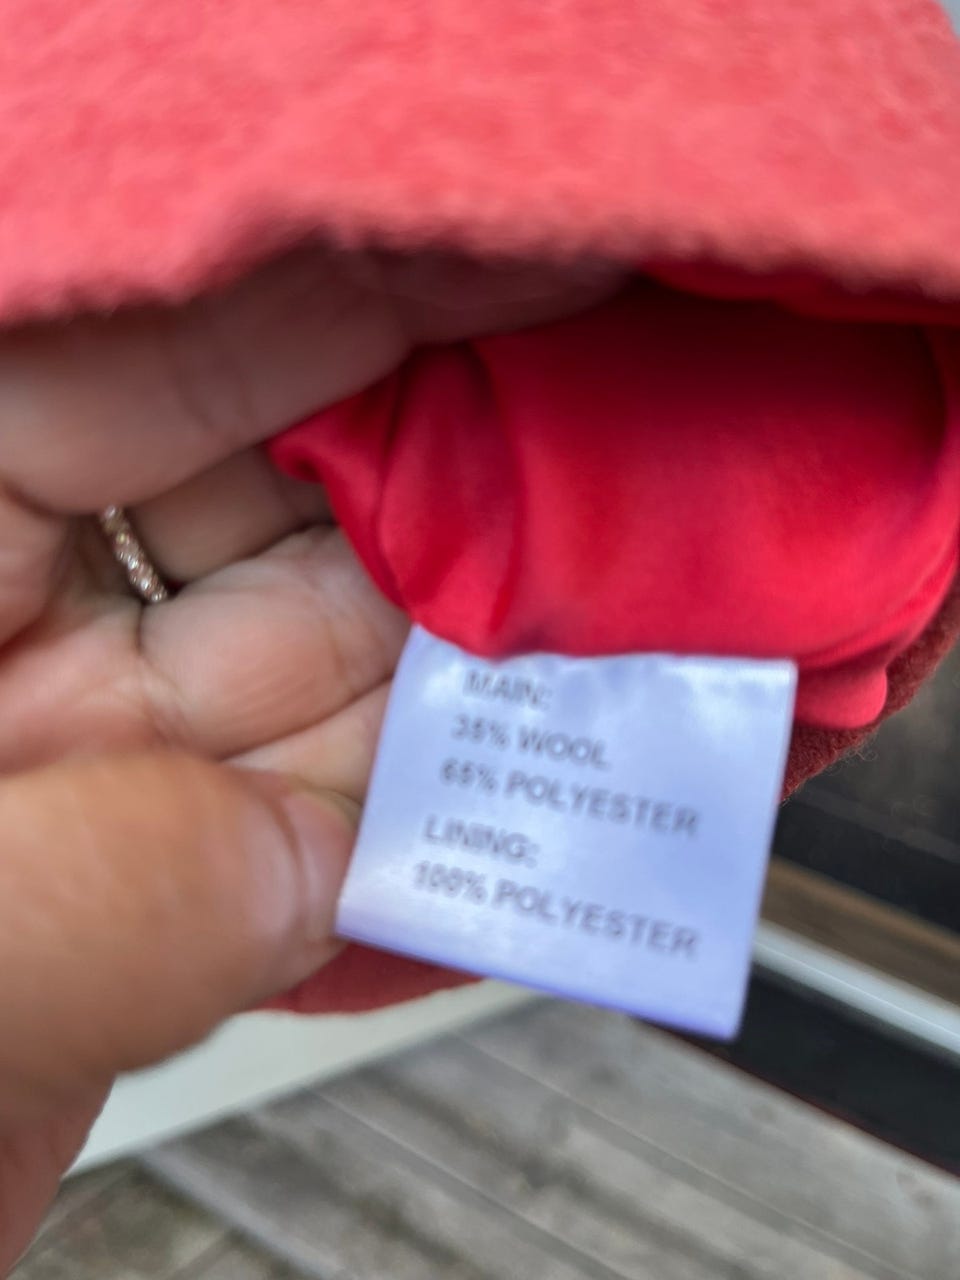 MAIN:
35% WOOL
65% POLYESTER
LINING:
100% POLYESTER